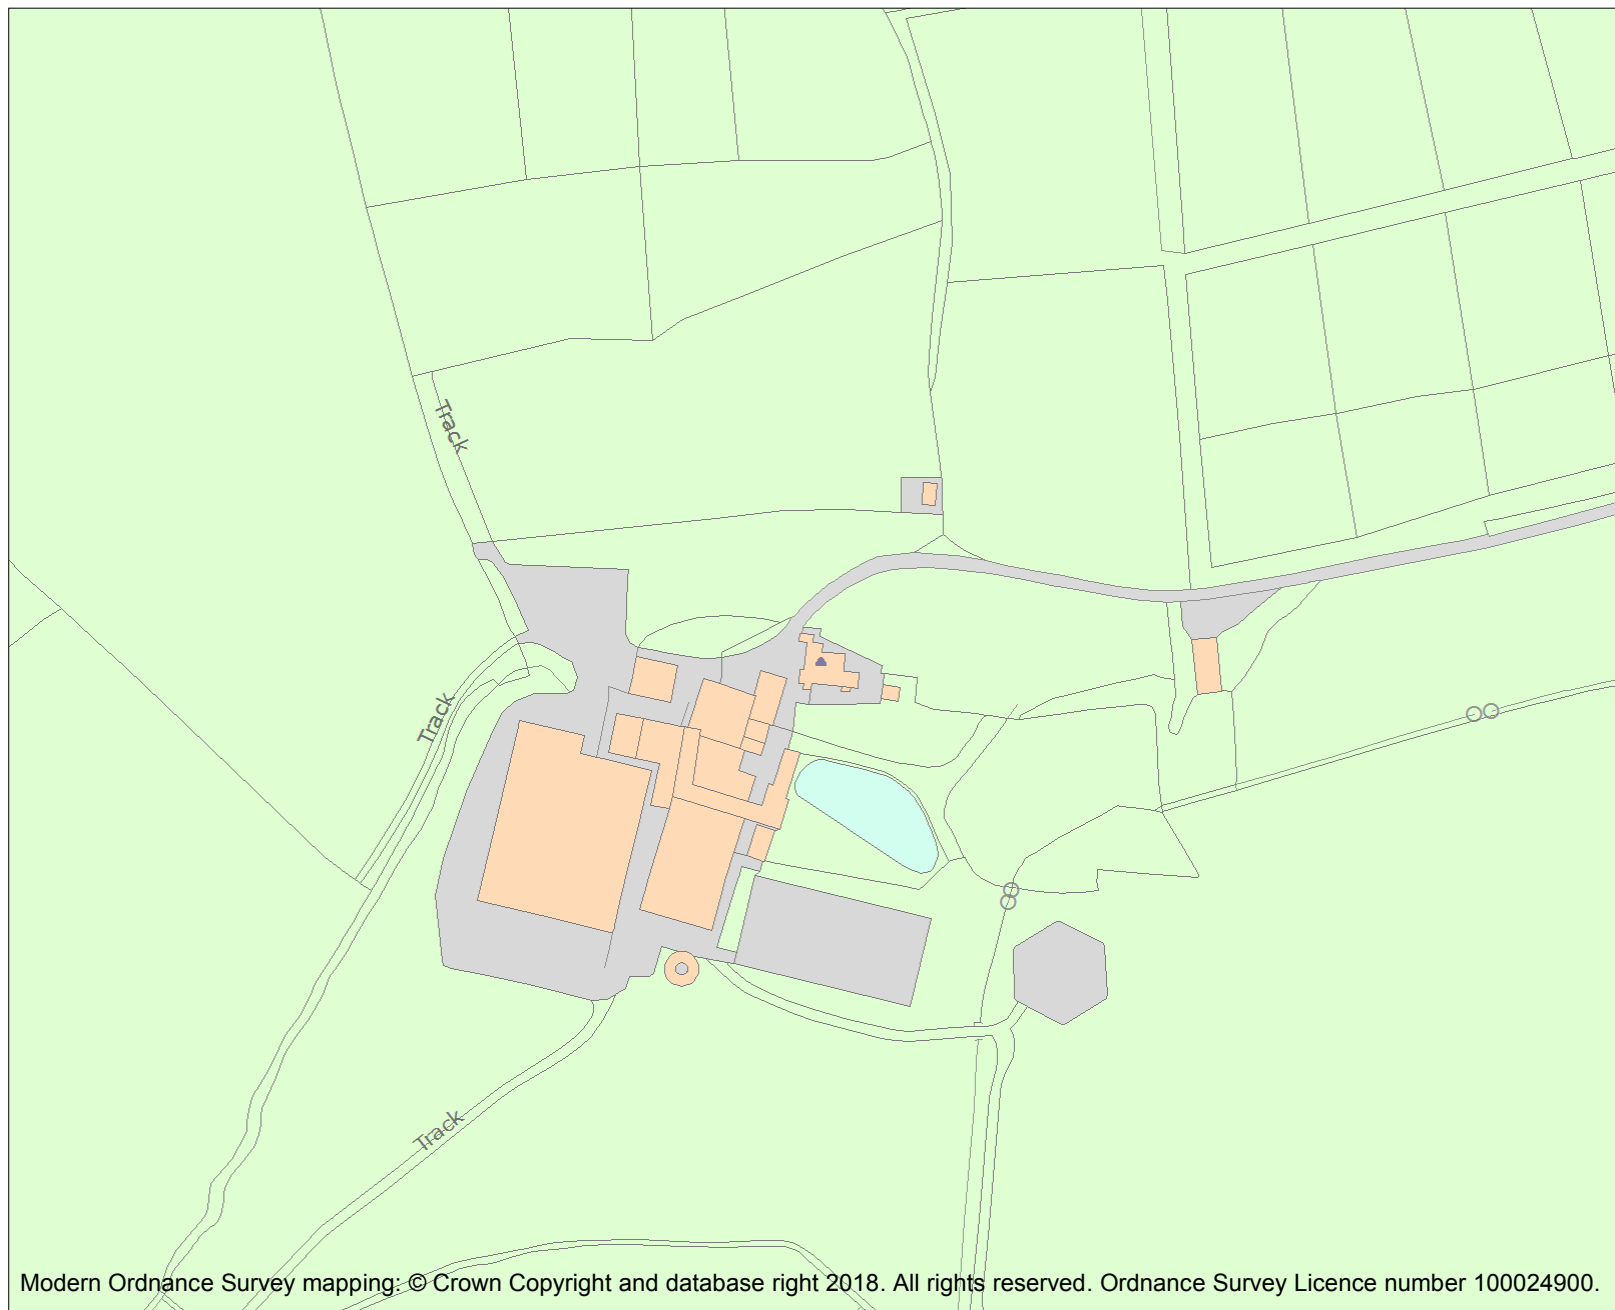 Track
Track
Track
Modern Ordnance Survey mapping: © Crown Copyright and database right 2018. All rights reserved. Ordnance Survey Licence number 100024900.